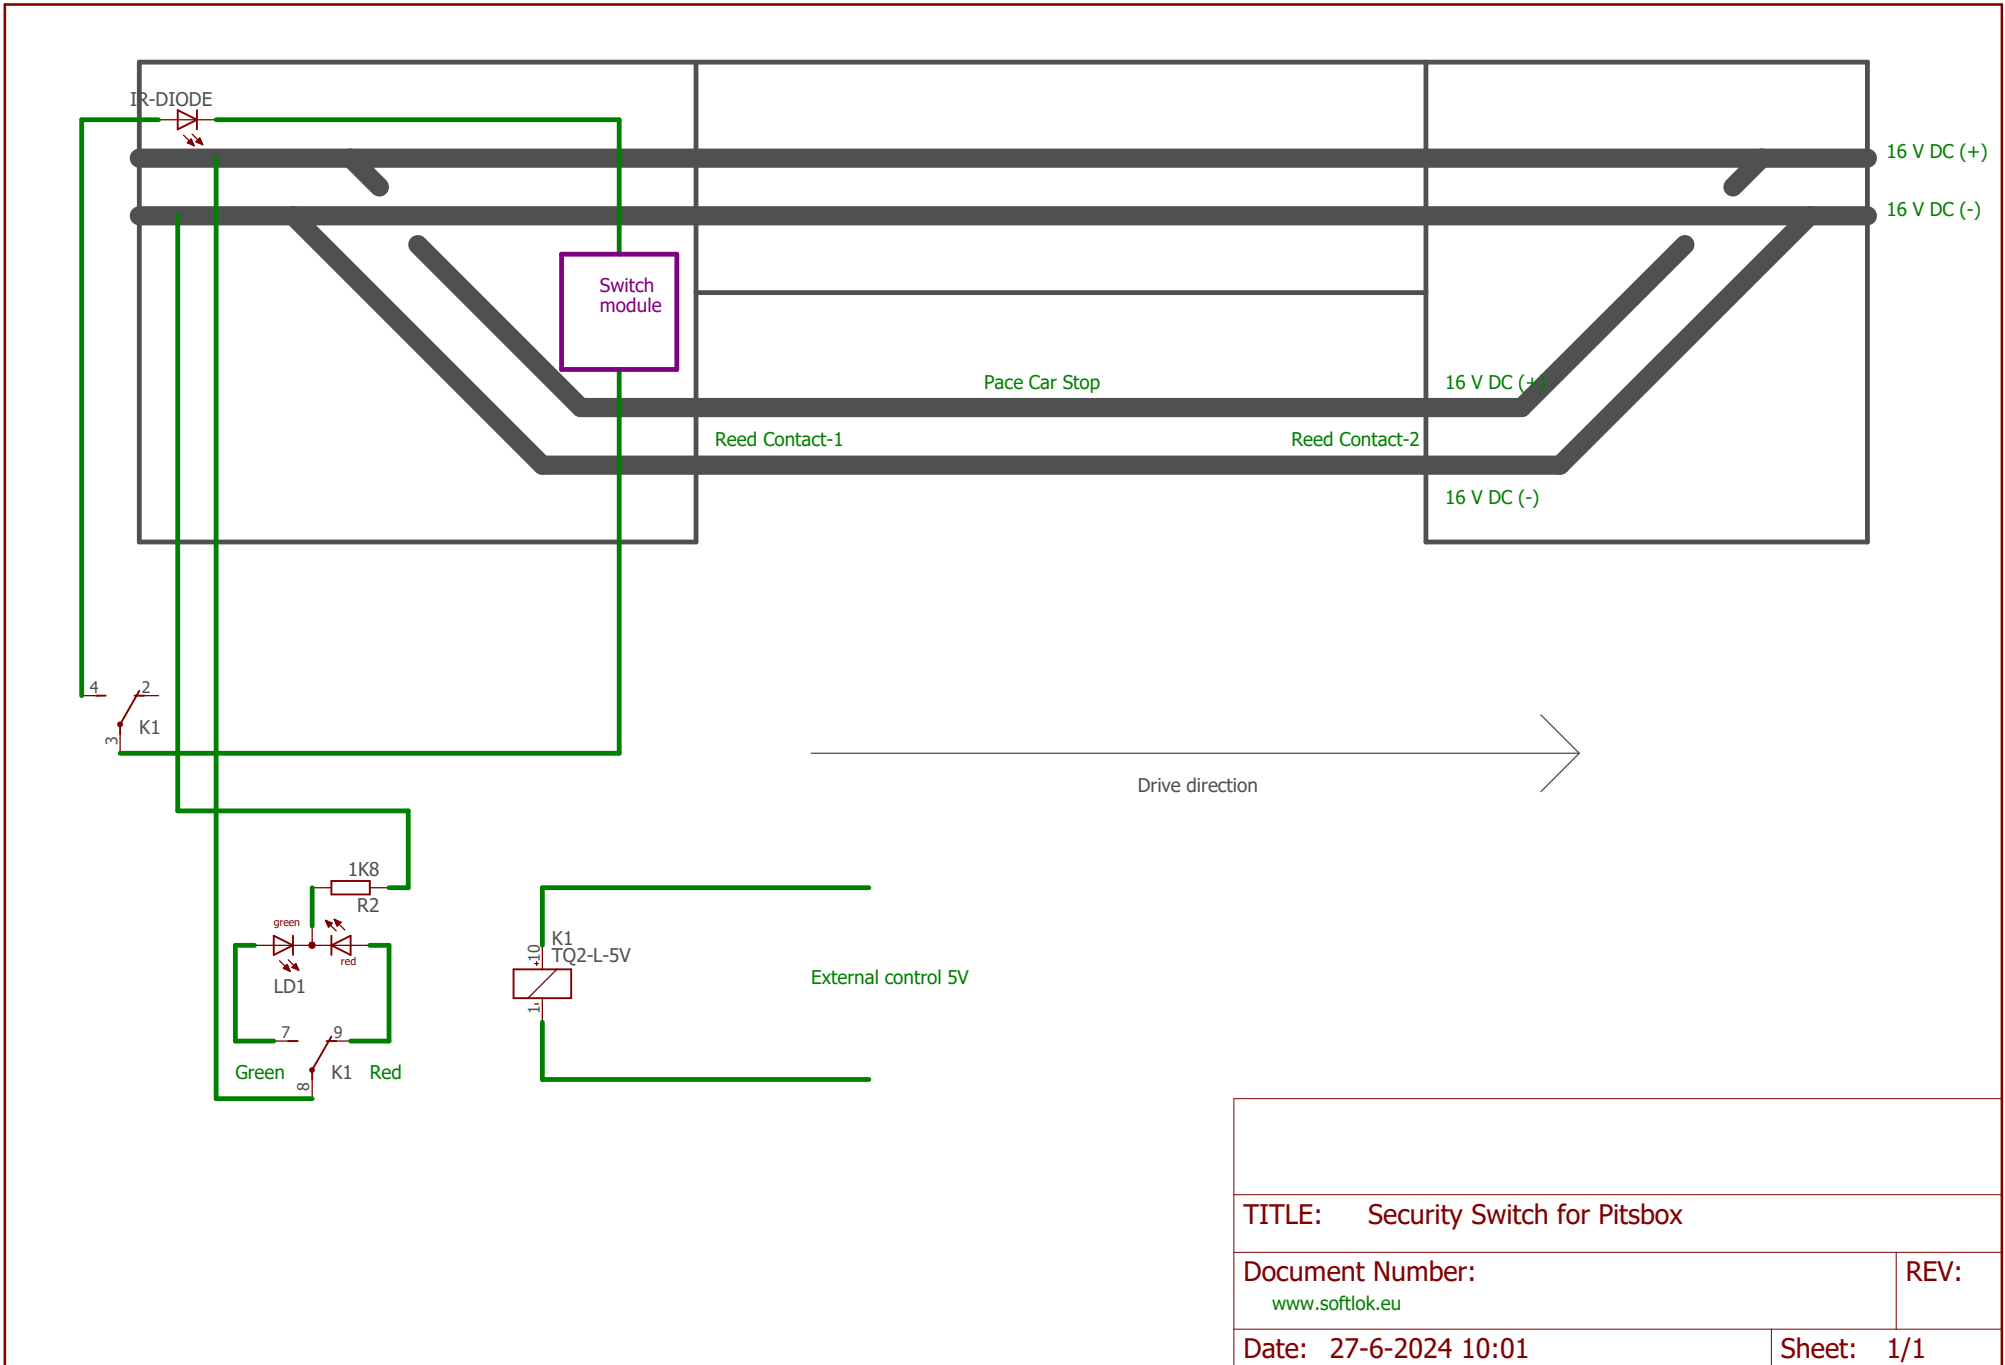 IR-DIODE
16 V DC (+)
16 V DC (-)
Switch
module
Pace Car Stop
16 V DC (+)
Reed Contact-1
Reed Contact-2
16 V DC (-)
4
2
K1
3
Drive direction
1K8
R2
green
red
LD1
K1
TQ2-L-5V
10
+
1
-
External control 5V
7
9
Green
K1
Red
8
TITLE: Security Switch for Pitsbox
Document Number:
REV:
www.softlok.eu
Date: 27-6-2024 10:01
Sheet: 1/1